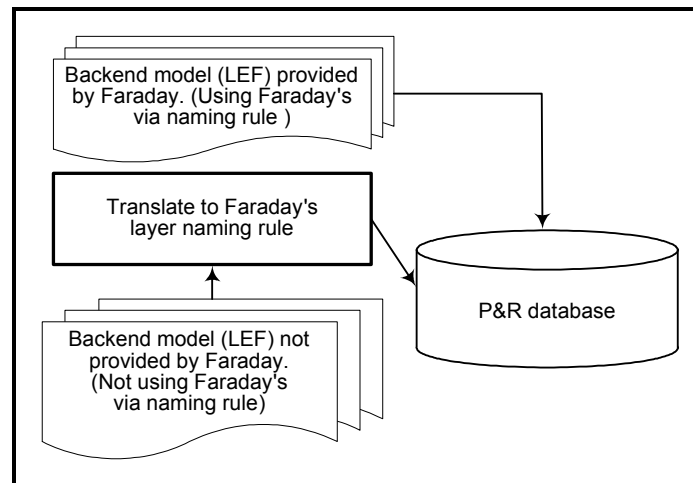 Backend model (LEF) provided
by Faraday. (Using Faraday's
via naming rule )
Translate to Faraday's
layer naming rule
P&R database
Backend model (LEF) not
provided by Faraday.
(Not using Faraday's
via naming rule)